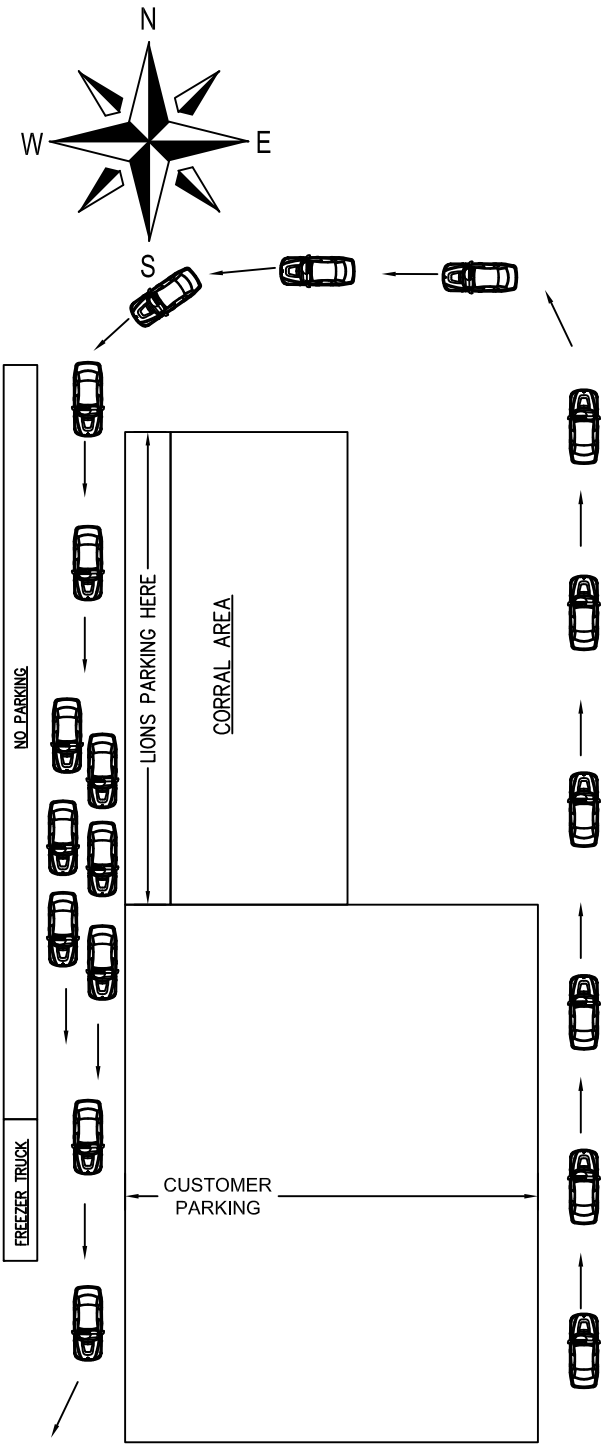 N
W
E
S
LIONS PARKING HERE
CORRAL AREA
NO PARKING
FREEZER TRUCK
CUSTOMER
PARKING